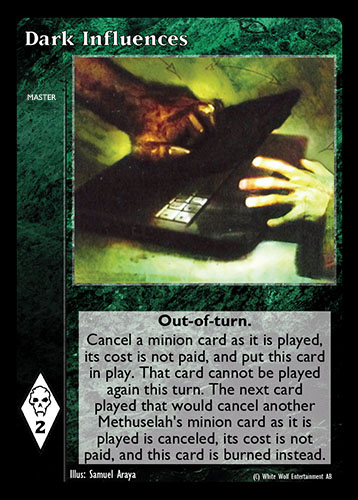 Dark Influences
MASTER
Out-of-turn.
Cancel a minion card as it is played,
its cost is not paid, and put this card
in play. That card cannot be played
again this turn. The next card
played that would cancel another
Methuselah's minion card as it is
played is canceled, its cost is not
paid, and this card is burned instead.
2
Illus: Samuel Araya
(C) White Wolf Entertainment AB